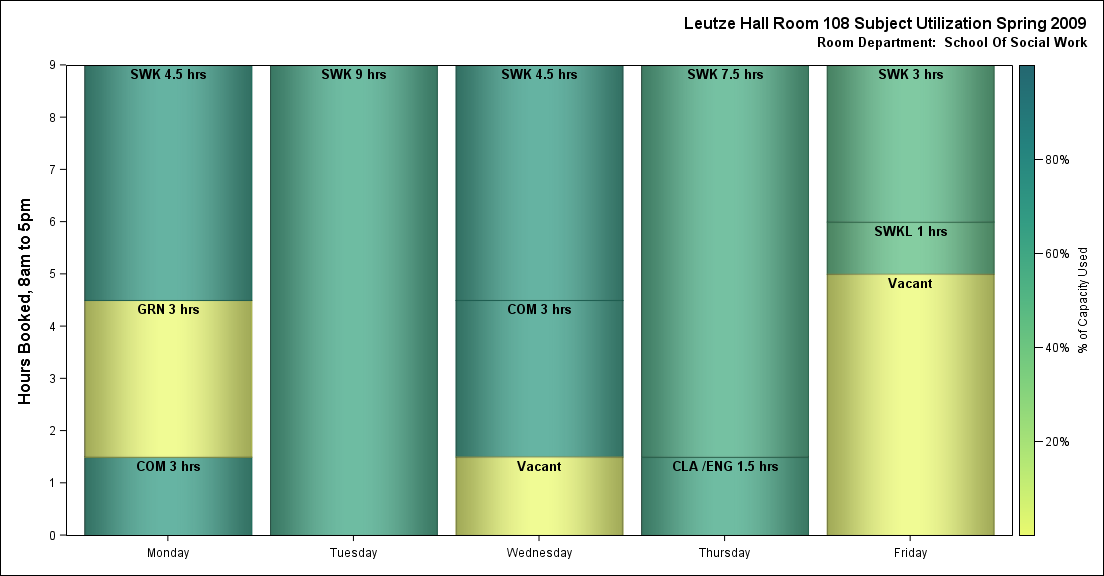 Leutze Hall Room 108 Subject Utilization Spring 2009
Room Department:  School Of Social Work
Hours Booked, 8am to 5pm
9
8
7
6
5
4
3
2
1
0
SWK 4.5 hrs
GRN 3 hrs
COM 3 hrs
SWK 9 hrs
SWK 4.5 hrs
COM 3 hrs
Vacant
SWK 7.5 hrs
CLA /ENG 1.5 hrs
SWK 3 hrs
SWKL 1 hrs
Vacant
Monday
Tuesday
Wednesday
Thursday
Friday
80%
60%
40%
20%
% of Capacity Used